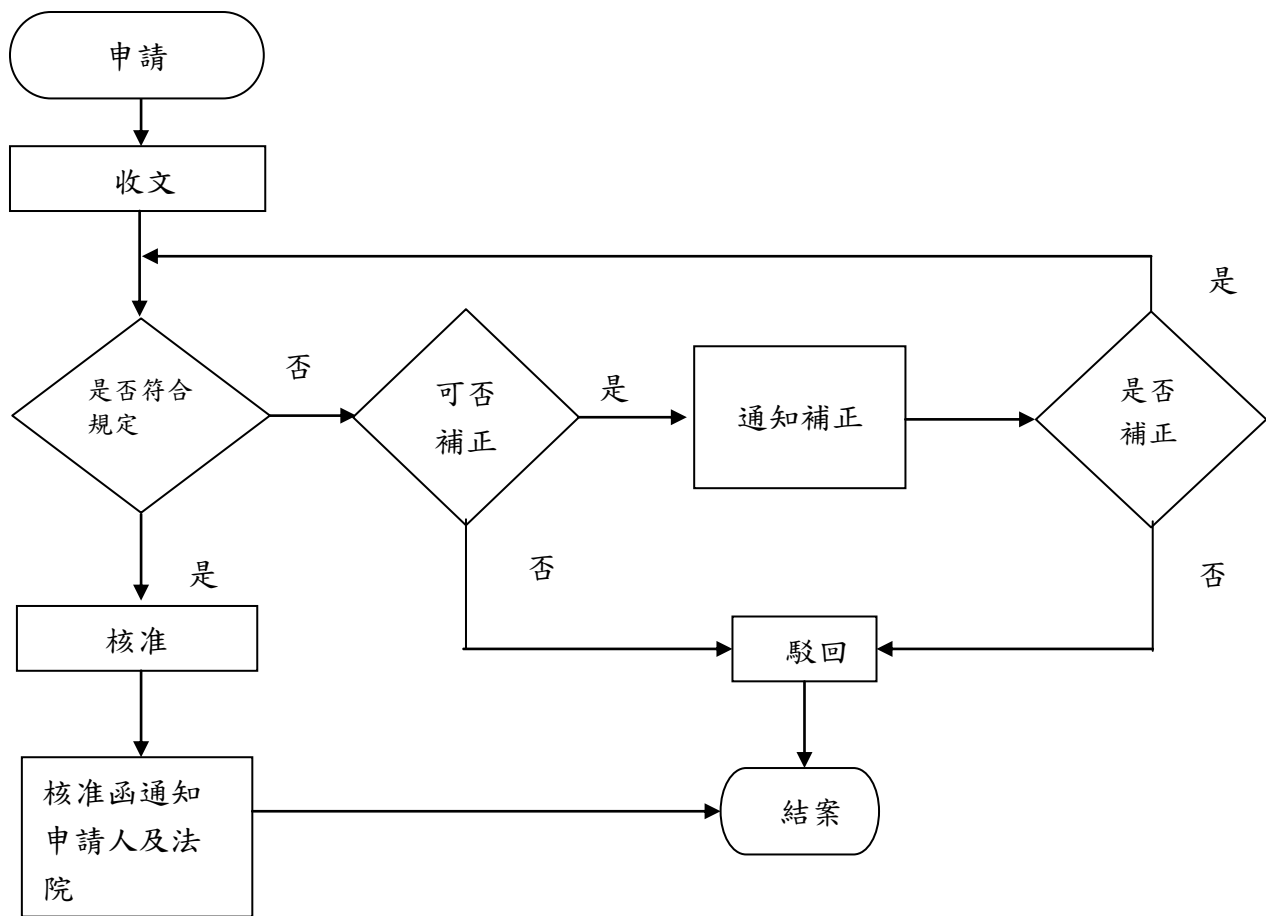 申請
收文
是
是否符合
規定
否
可否
補正
是
通知補正
是否
補正
是
否
否
核准
駁回
核准函通知
申請人及法
院
結案